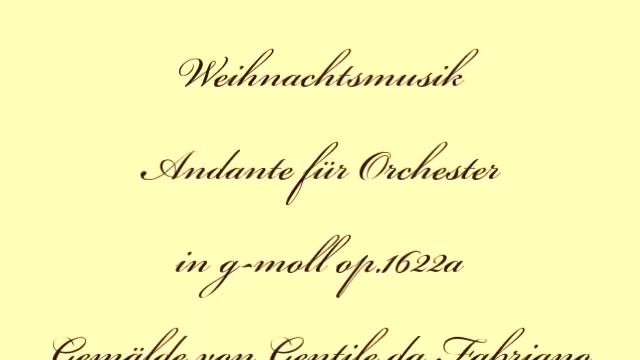 Weihnachtsmusik
Andante für Orchester
in g-moll op.1622a
Gemälde von Gentile da Fabriano